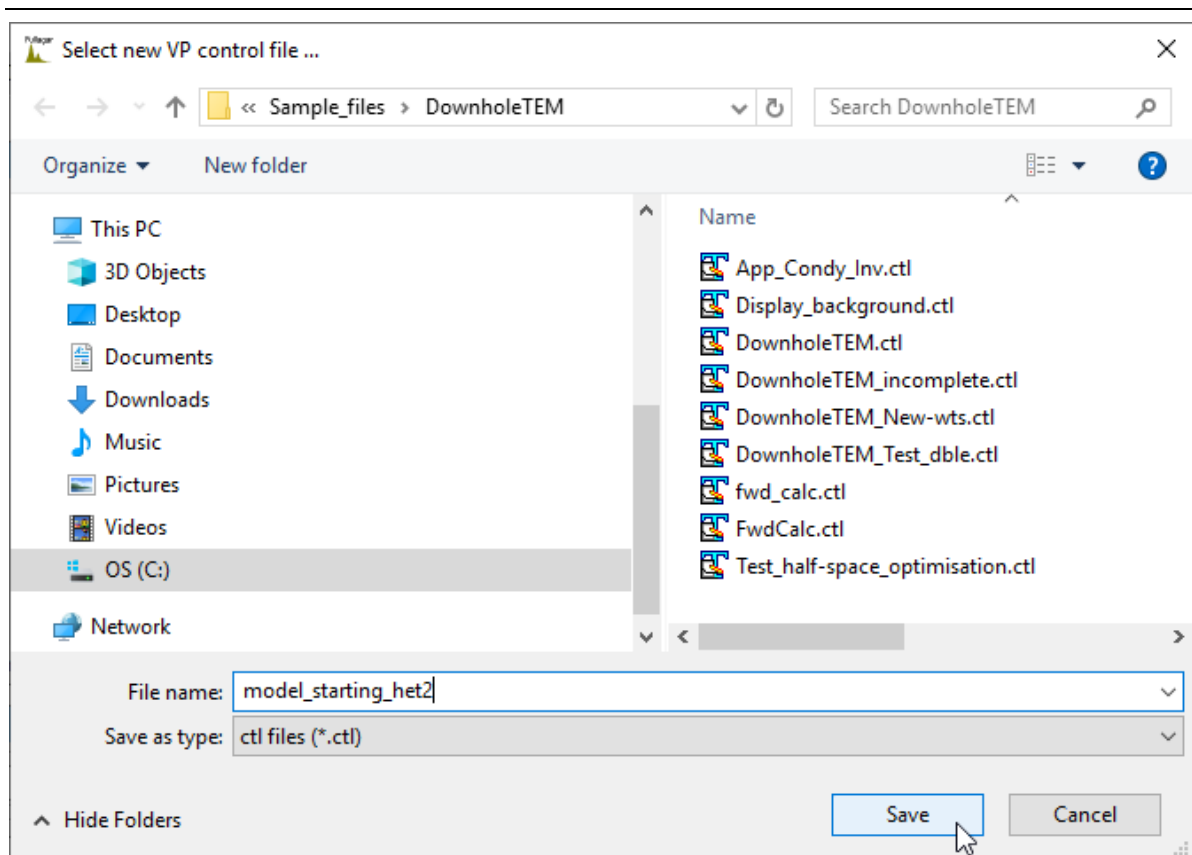 Select new VP control file ...
« Sample_files › DownholeTEM
Search DownholeTEM
Organize
New folder
This PC
3D Objects
Desktop
Documents
Downloads
Music
Pictures
Videos
OS (C:)
Network
Name
App_Condy_Inv.ctl
Display_background.ctl
DownholeTEM.ctl
DownholeTEM_incomplete.ctl
DownholeTEM_New-wts.ctl
DownholeTEM_Test_dble.ctl
fwd_calc.ctl
FwdCalc.ctl
Test_half-space_optimisation.ctl
File name: model_starting_het2
Save as type: ctl files (*.ctl)
Hide Folders
Save
Cancel